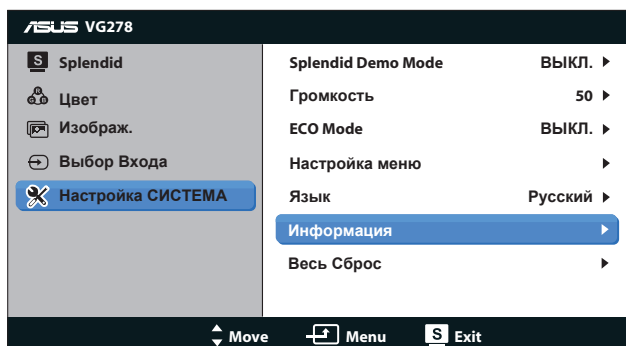 ASUS VG278
S Splendid
Цвет
Изображ.
Выбор Входа
Настройка СИСТЕМА
Splendid Demo Mode ВЫКЛ.
Громкость 50
ECO Mode ВЫКЛ.
Настройка меню
Язык Русский
Информация
Весь Сброс
Move Menu S Exit